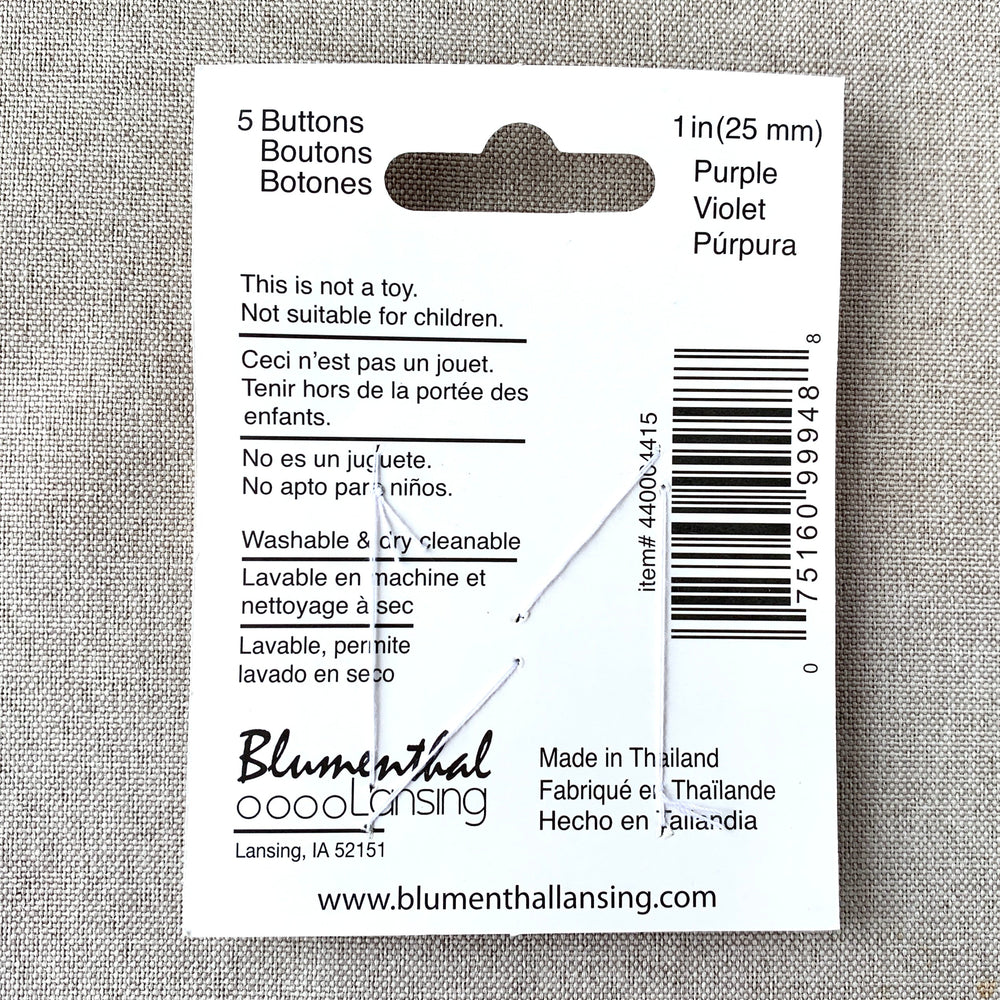 5 Buttons
Boutons
Botones
1 in (25 mm)
Purple
Violet
Púrpura
This is not a toy.
Not suitable for children.
Ceci n'est pas un jouet.
Tenir hors de la portée des
enfants.
No es un juguete.
No apto para niños.
Washable & dry cleanable
Lavable en machine et
nettoyage à sec
Lavable, permite
lavado en seco
item# 440004415
0 75160 99948 8
Blumenthal
Lansing
Lansing, IA 52151
Made in Thailand
Fabriqué en Thaïlande
Hecho en Tailandia
www.blumenthallansing.com